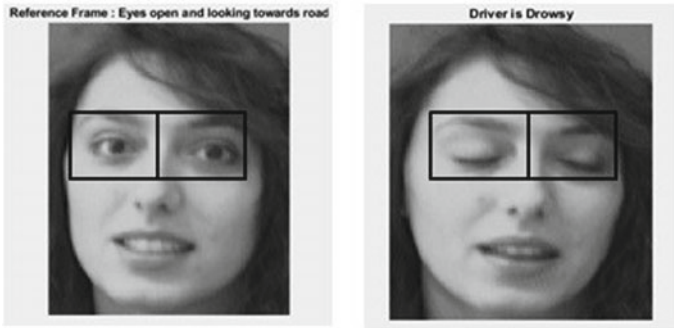 Reference Frame : Eyes open and looking towards road
Driver is Drowsy